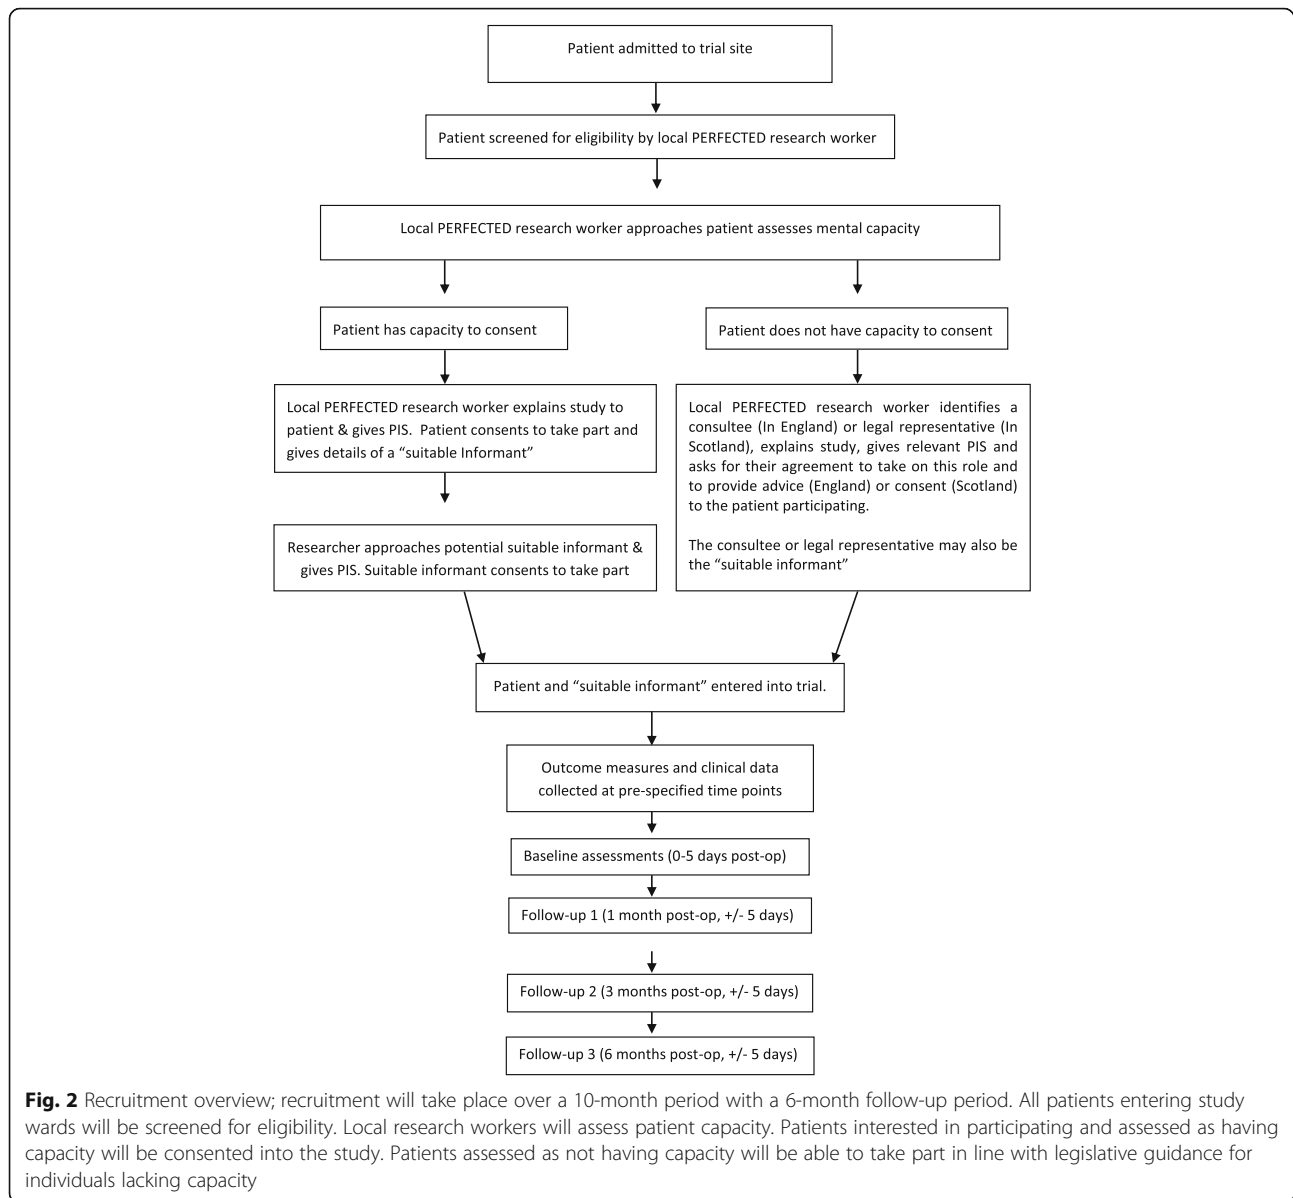 Patient admitted to trial site
Patient screened for eligibility by local PERFECTED research worker
Local PERFECTED research worker approaches patient assesses mental capacity
Patient has capacity to consent
Patient does not have capacity to consent
Local PERFECTED research worker explains study to
patient & gives PIS. Patient consents to take part and
gives details of a “suitable Informant”
Local PERFECTED research worker identifies a
consultee (In England) or legal representative (In
Scotland), explains study, gives relevant PIS and
asks for their agreement to take on this role and
to provide advice (England) or consent (Scotland)
to the patient participating.
The consultee or legal representative may also be
the “suitable informant”
Researcher approaches potential suitable informant &
gives PIS. Suitable informant consents to take part
Patient and “suitable informant” entered into trial.
Outcome measures and clinical data
collected at pre-specified time points
Baseline assessments (0-5 days post-op)
Follow-up 1 (1 month post-op, +/- 5 days)
Follow-up 2 (3 months post-op, +/- 5 days)
Follow-up 3 (6 months post-op, +/- 5 days)
Fig. 2 Recruitment overview; recruitment will take place over a 10-month period with a 6-month follow-up period. All patients entering study
wards will be screened for eligibility. Local research workers will assess patient capacity. Patients interested in participating and assessed as having
capacity will be consented into the study. Patients assessed as not having capacity will be able to take part in line with legislative guidance for
individuals lacking capacity